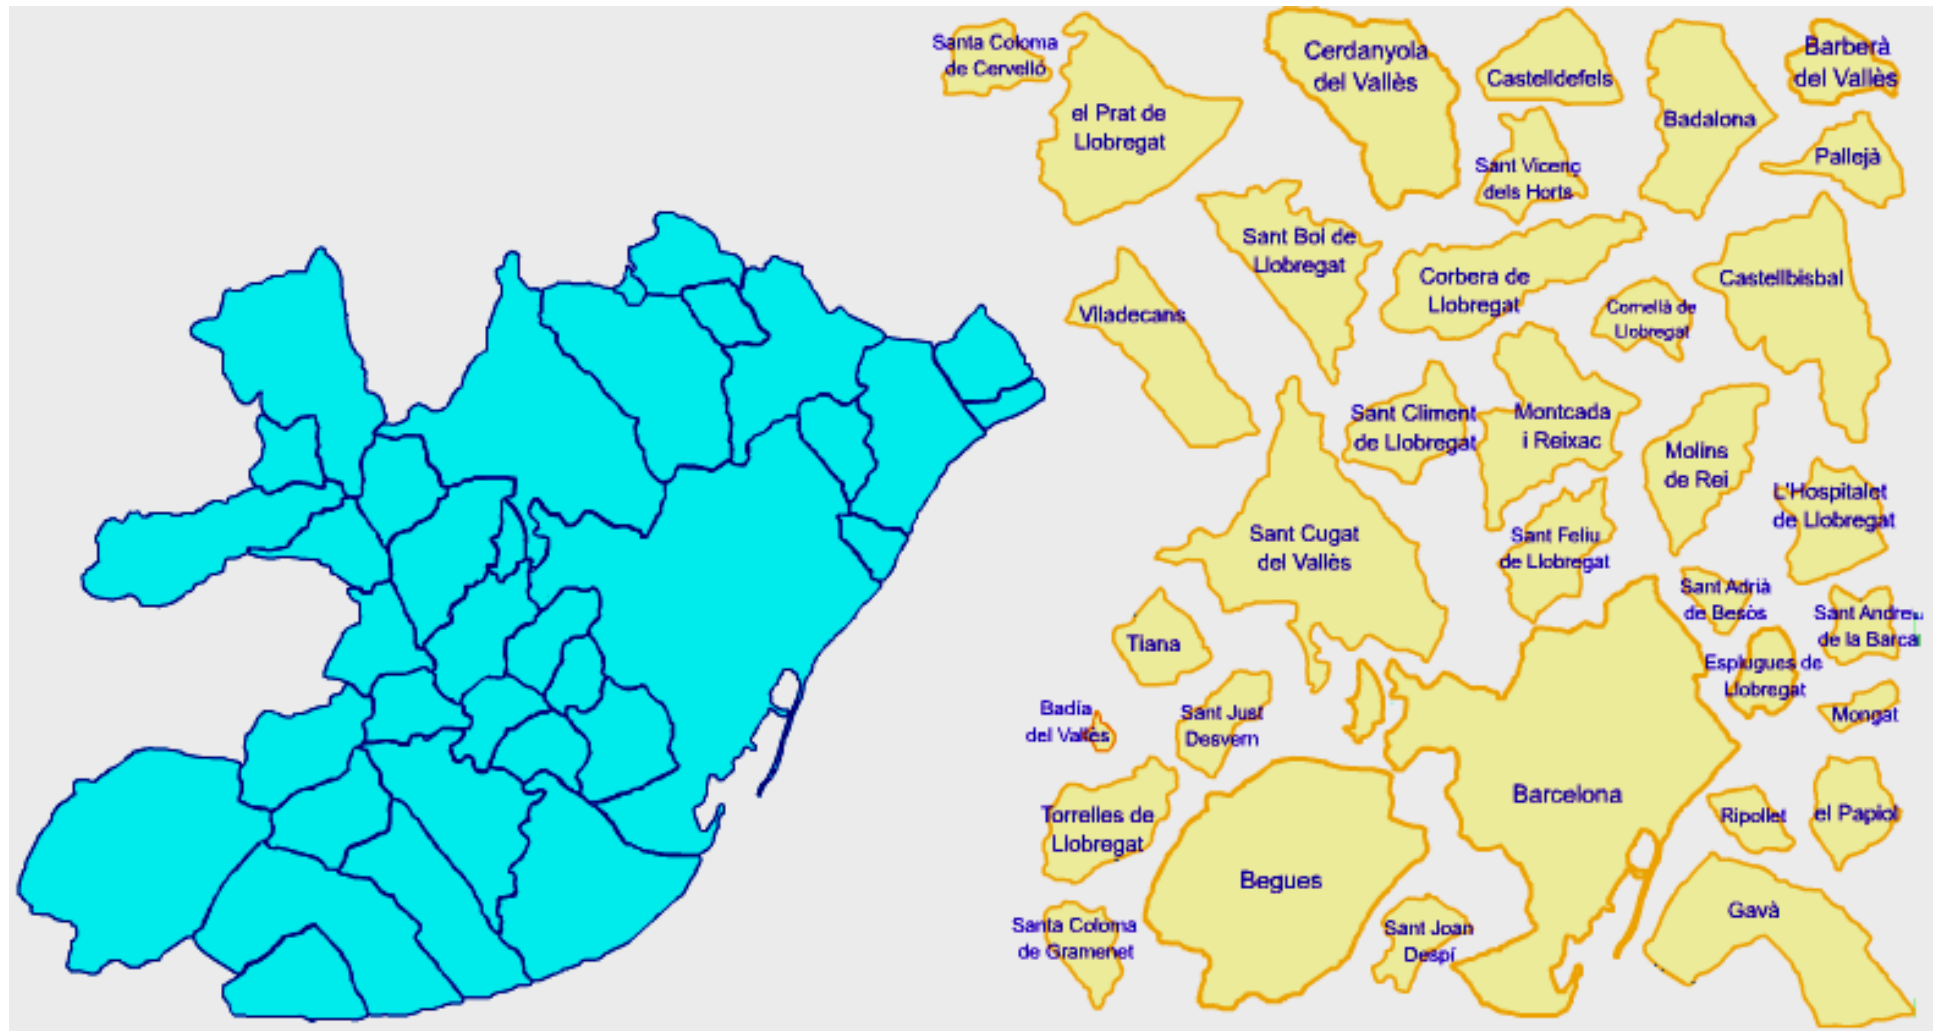 Santa Coloma
de Cervelló
el Prat de
Llobregat
Cerdanyola
del Vallès
Castelldefels
Badalona
Barberà
del Vallès
Sant Vicenç
dels Horts
Pallejà
Sant Boi de
Llobregat
Corbera de
Llobregat
Cornellà de
Llobregat
Castellbisbal
Viladecans
Sant Climent
de Llobregat
Montcada
i Reixac
Molins
de Rei
L'Hospitalet
de Llobregat
Sant Cugat
del Vallès
Sant Feliu
de Llobregat
Sant Adrià
de Besòs
Sant Andreu
de la Barca
Tiana
Esplugues de
Llobregat
Badia
del Vallès
Sant Just
Desvern
Mongat
Barcelona
Torrelles de
Llobregat
Ripollet
el Papiol
Begues
Gavà
Santa Coloma
de Gramenet
Sant Joan
Despí